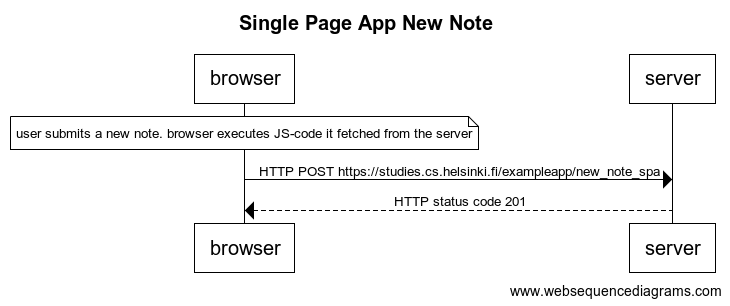 Single Page App New Note
browser
server
user submits a new note. browser executes JS-code it fetched from the server
HTTP POST https://studies.cs.helsinki.fi/exampleapp/new_note_spa
HTTP status code 201
browser
server
www.websequencediagrams.com